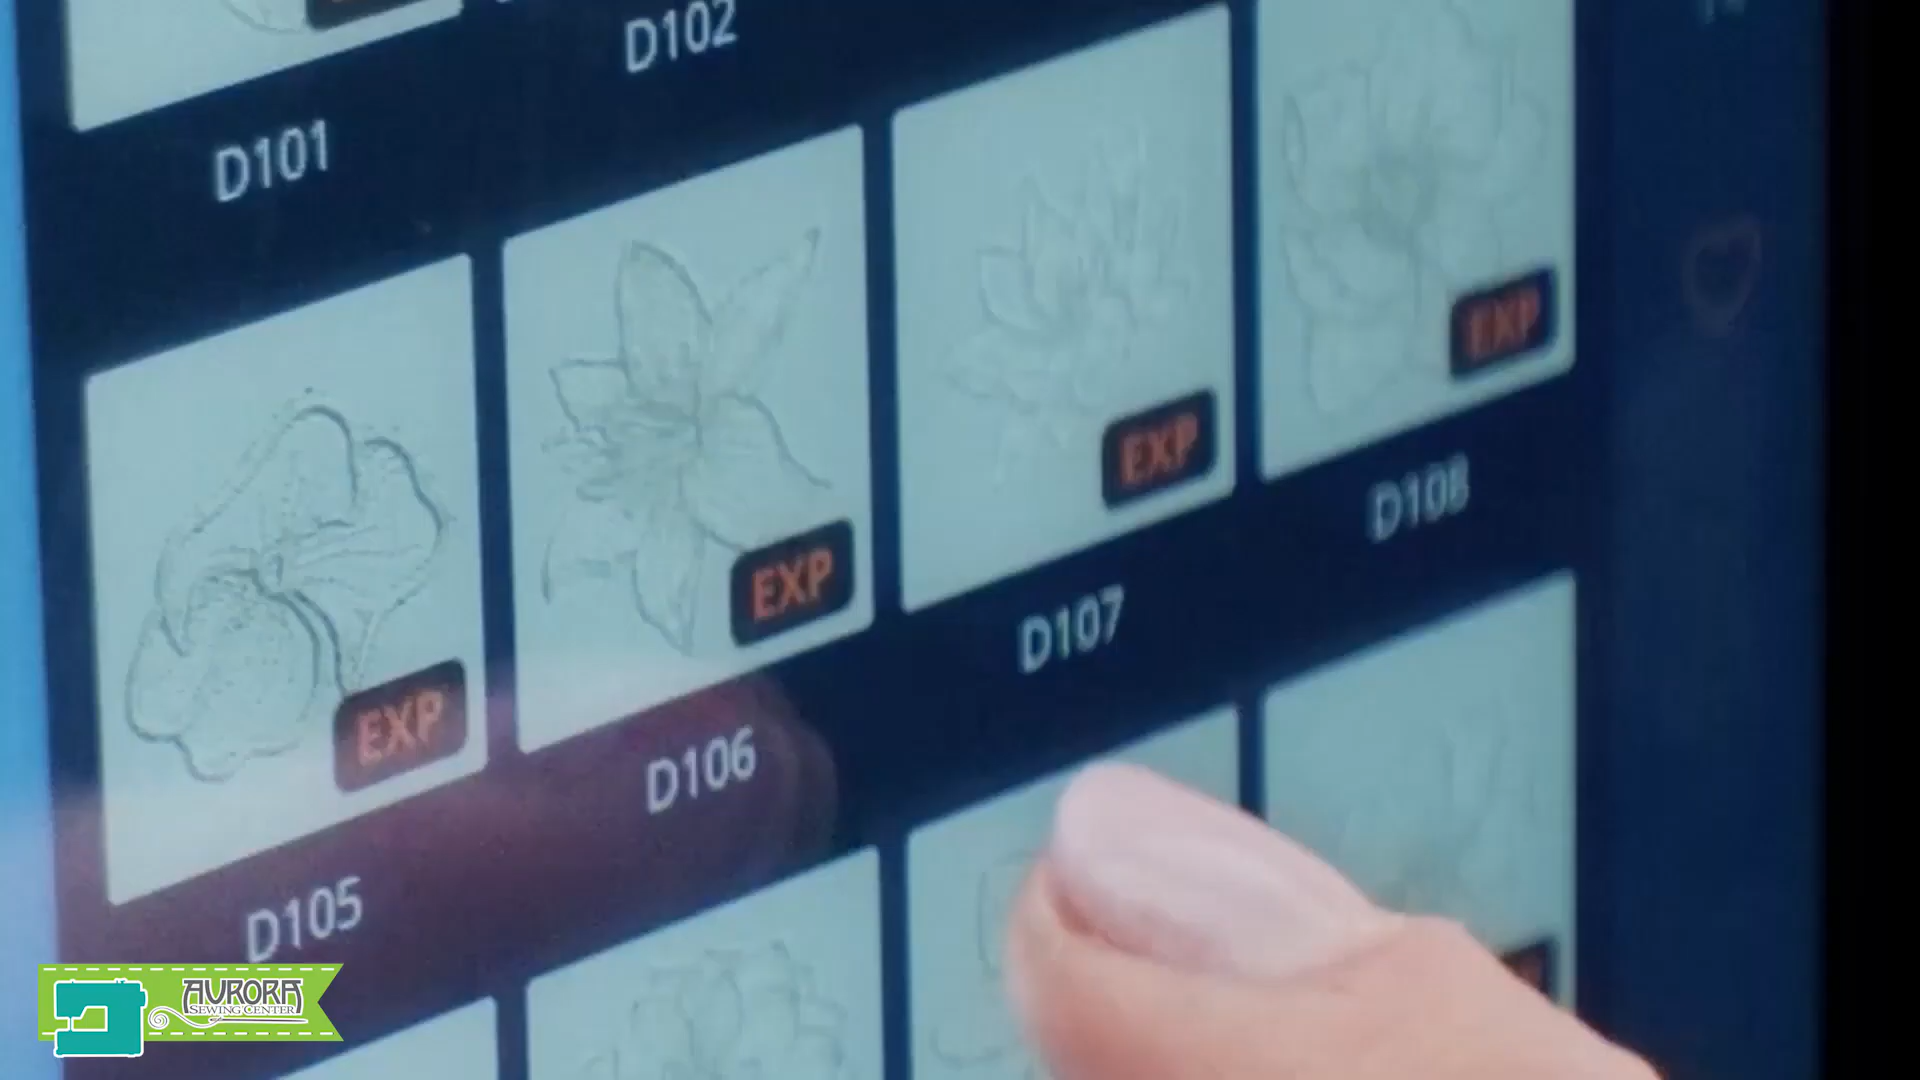 D102
D101
EXP
D108
EXP
D107
EXP
D106
EXP
D105
AURORA
SEWING CENTER